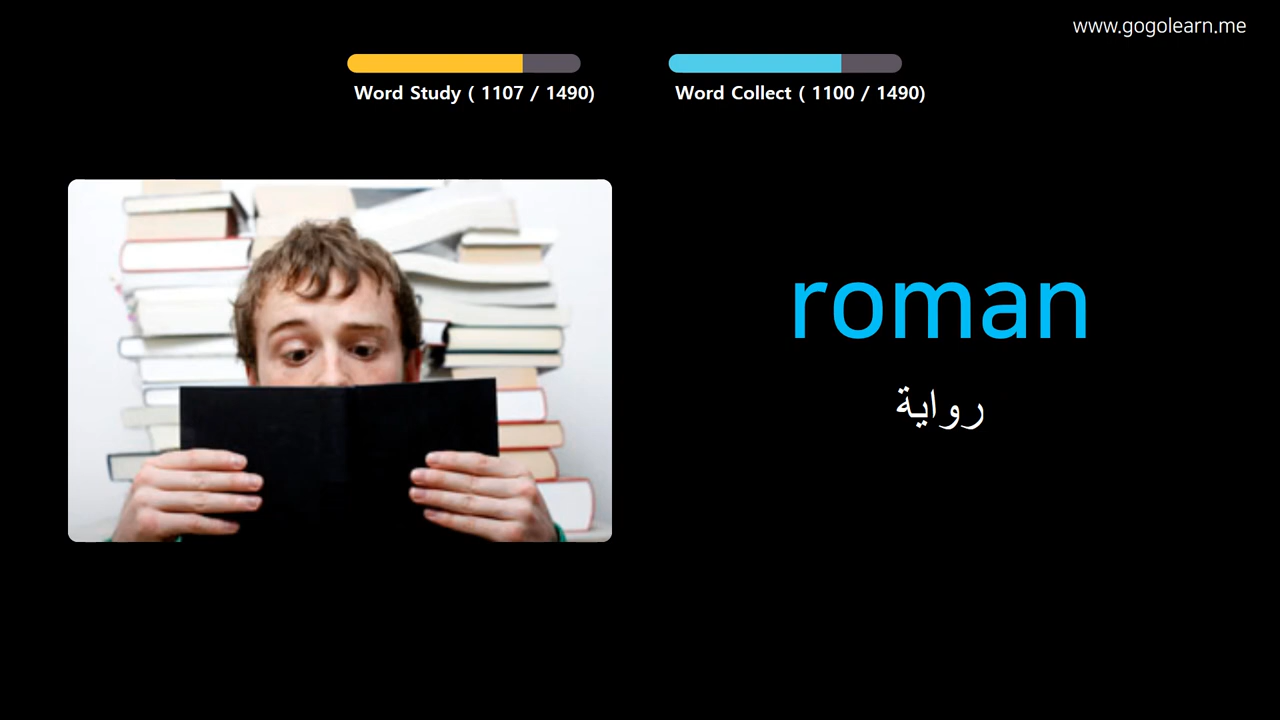 www.gogolearn.me
Word Study ( 1107 / 1490)
Word Collect ( 1100 / 1490)
roman
رواية